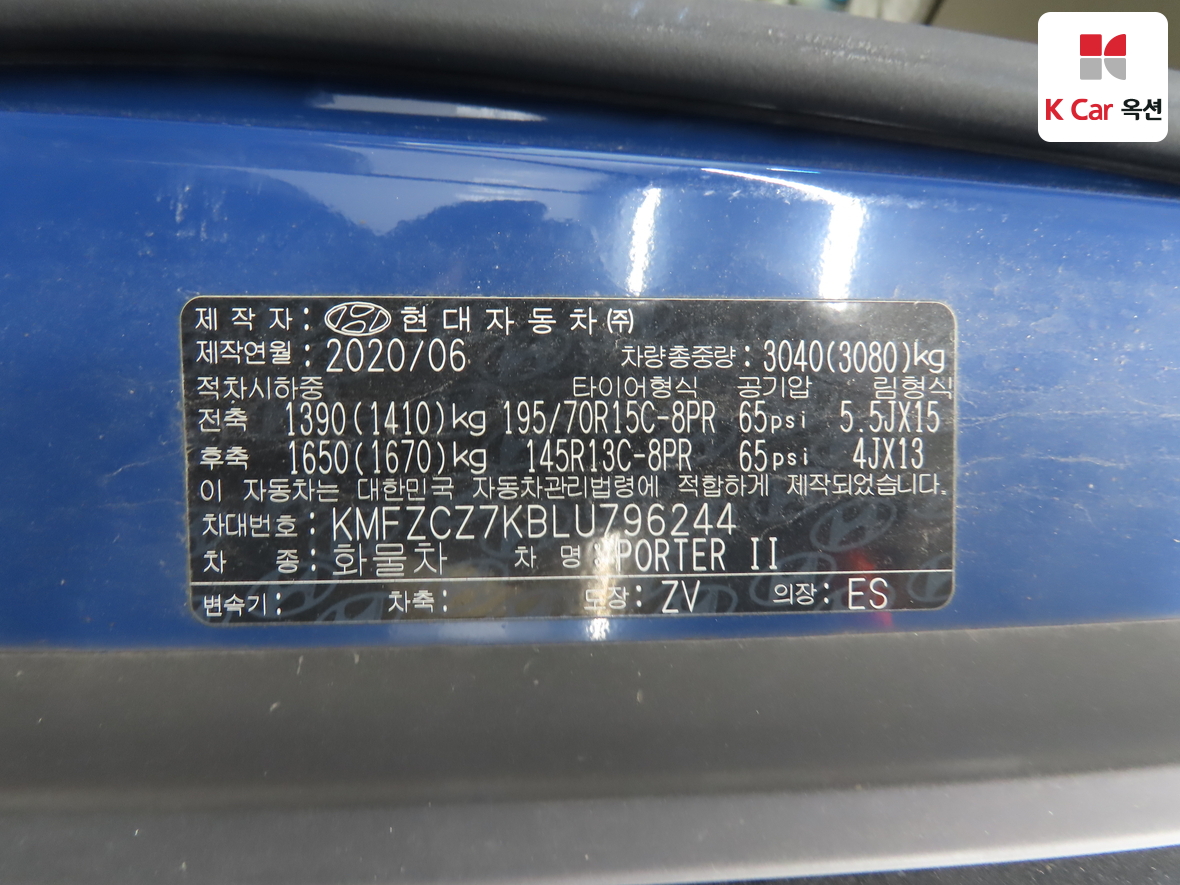 K Car 옥션
제 작 자 : 현 대 자 동 차 ㈜
제작연월 : 2020/06 차량총중량 : 3040(3080)kg
적차시하중 타이어형식 공기압 림형식
전축 1390(1410)kg 195/70R15C-8PR 65psi 5.5JX15
후축 1650(1670)kg 145R13C-8PR 65psi 4JX13
이 자동차는 대한민국 자동차관리법령에 적합하게 제작되었습니다.
차대번호 : KMFZCZ7KBLU796244
차 종 : 화물차 차 명 : PORTER II
변속기 : 차축 : 도장 : ZV 의장 : ES